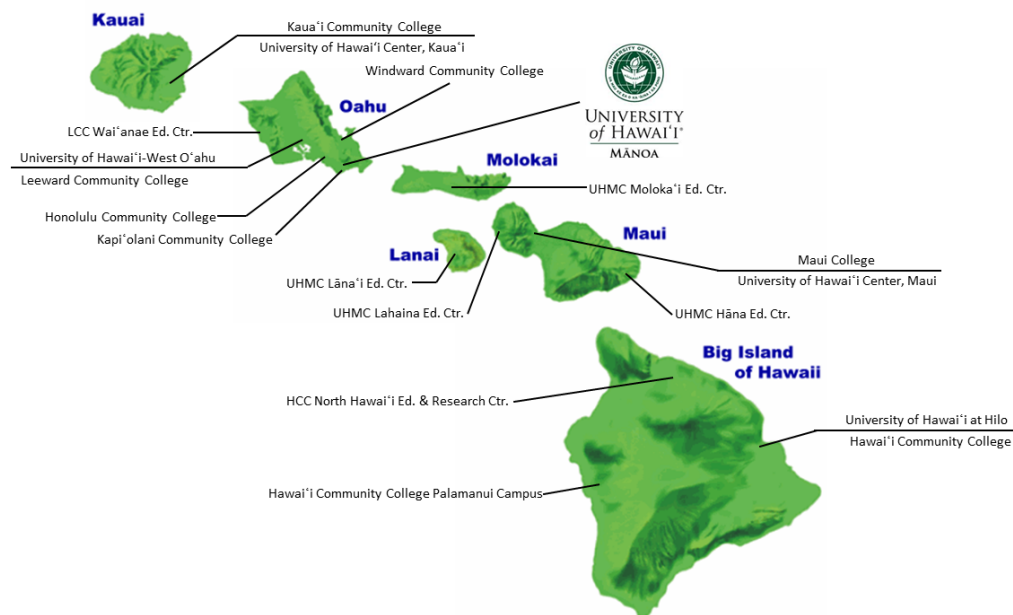 Kauai
Kauaʻi Community College
University of Hawaiʻi Center, Kauaʻi
Windward Community College
Oahu
UNIVERSITY OF HAWAIʻI
UNIVERSITY
of HAWAIʻI®
MĀNOA
LCC Waiʻanae Ed. Ctr.
University of Hawaiʻi-West Oʻahu
Leeward Community College
Honolulu Community College
Kapiʻolani Community College
Molokai
UHMC Molokaʻi Ed. Ctr.
Lanai
UHMC Lānaʻi Ed. Ctr.
UHMC Lahaina Ed. Ctr.
Maui
Maui College
University of Hawaiʻi Center, Maui
UHMC Hāna Ed. Ctr.
Big Island
of Hawaii
HCC North Hawaiʻi Ed. & Research Ctr.
University of Hawaiʻi at Hilo
Hawaiʻi Community College
Hawaiʻi Community College Palamanui Campus